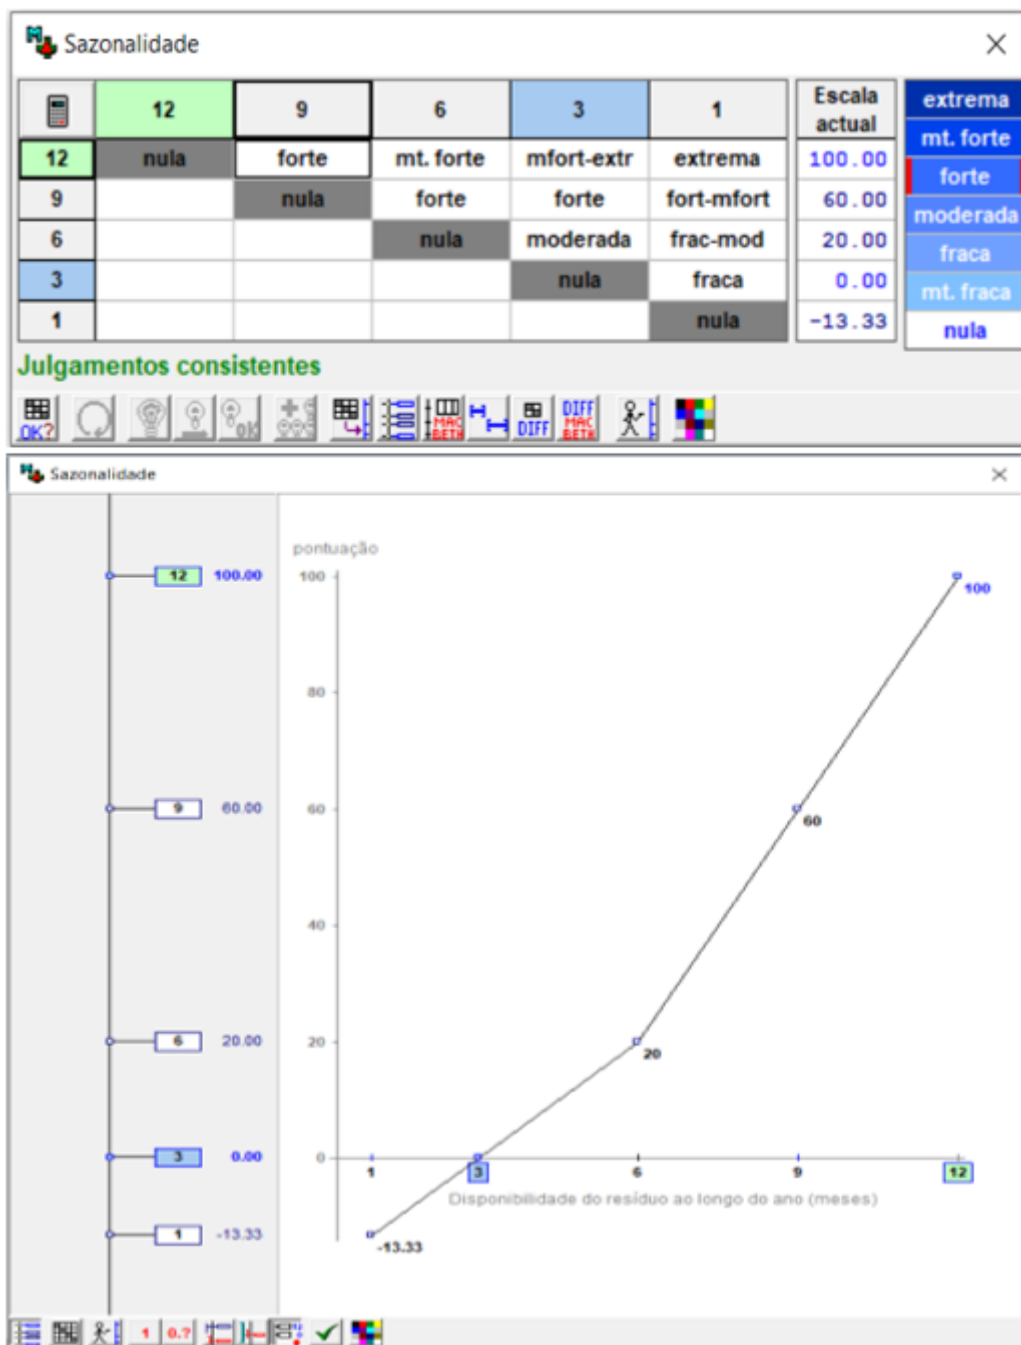 Sazonalidade
12 9 6 3 1 Escala actual
12 nula forte mt. forte mfort-extr extrema 100.00
9 nula forte forte fort-mfort 60.00
6 nula moderada frac-mod 20.00
3 nula fraca 0.00
1 nula -13.33
extrema
mt. forte
forte
moderada
fraca
mt. fraca
nula
Julgamentos consistentes
OK? OK MAC BETH DIFF DIFF MAC BETH
Sazonalidade
12 100.00
9 60.00
6 20.00
3 0.00
1 -13.33
pontuação
100
80
60
40
20
0
100
60
20
-13.33
1 3 6 9 12
Disponibilidade do resíduo ao longo do ano (meses)
1 0.?